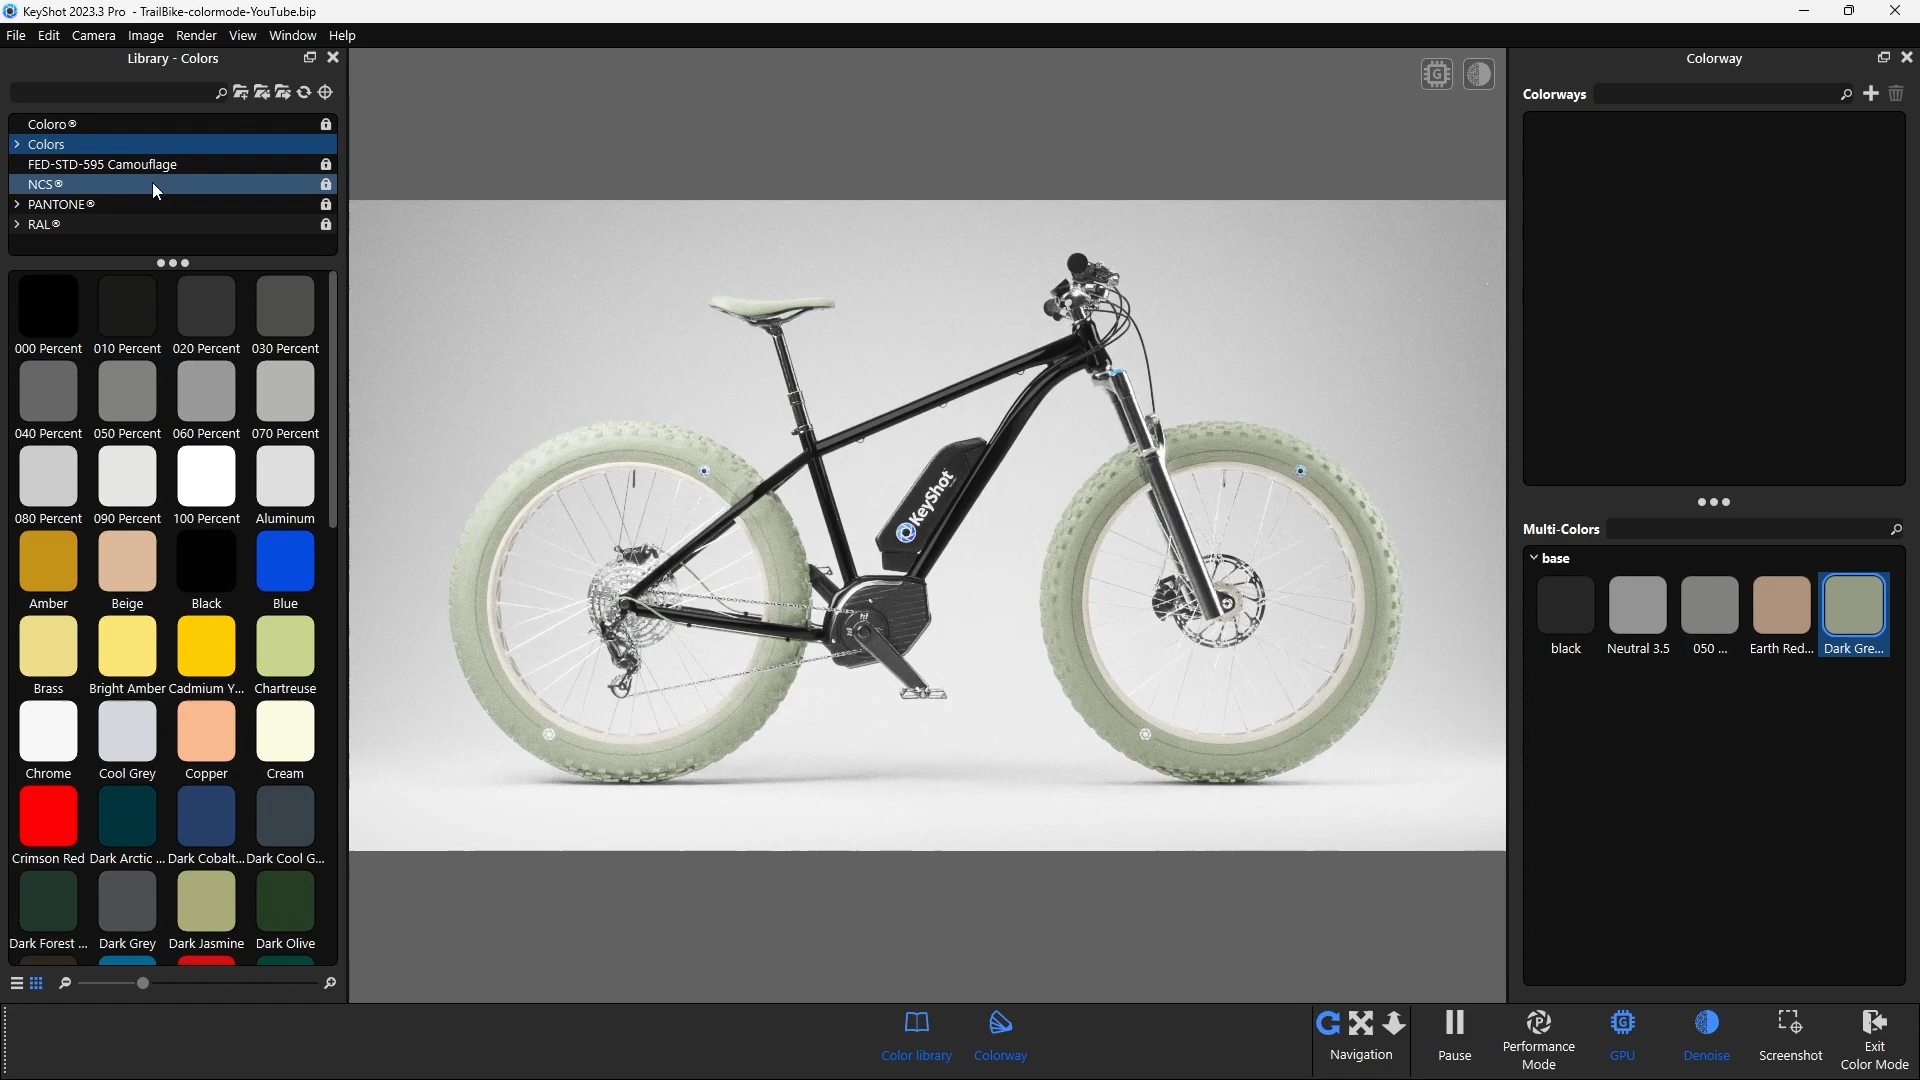 KeyShot 2023.3 Pro - TrailBike-colormode-YouTube.bip
File Edit Camera Image Render View Window Help
Library - Colors
Coloro®
Colors
FED-STD-595 Camouflage
NCS®
PANTONE®
RAL®
000 Percent 010 Percent 020 Percent 030 Percent
040 Percent 050 Percent 060 Percent 070 Percent
080 Percent 090 Percent 100 Percent Aluminum
Amber Beige Black Blue
Brass Bright Amber Cadmium Y... Chartreuse
Chrome Cool Grey Copper Cream
Crimson Red Dark Arctic ... Dark Cobalt... Dark Cool G...
Dark Forest ... Dark Grey Dark Jasmine Dark Olive
G
KeyShot
Colorway
Colorways
Multi-Colors
base
black Neutral 3.5 050 ... Earth Red... Dark Gre...
Color library Colorway
Navigation
Pause
P
Performance
Mode
G
GPU
Denoise
Screenshot
Exit
Color Mode